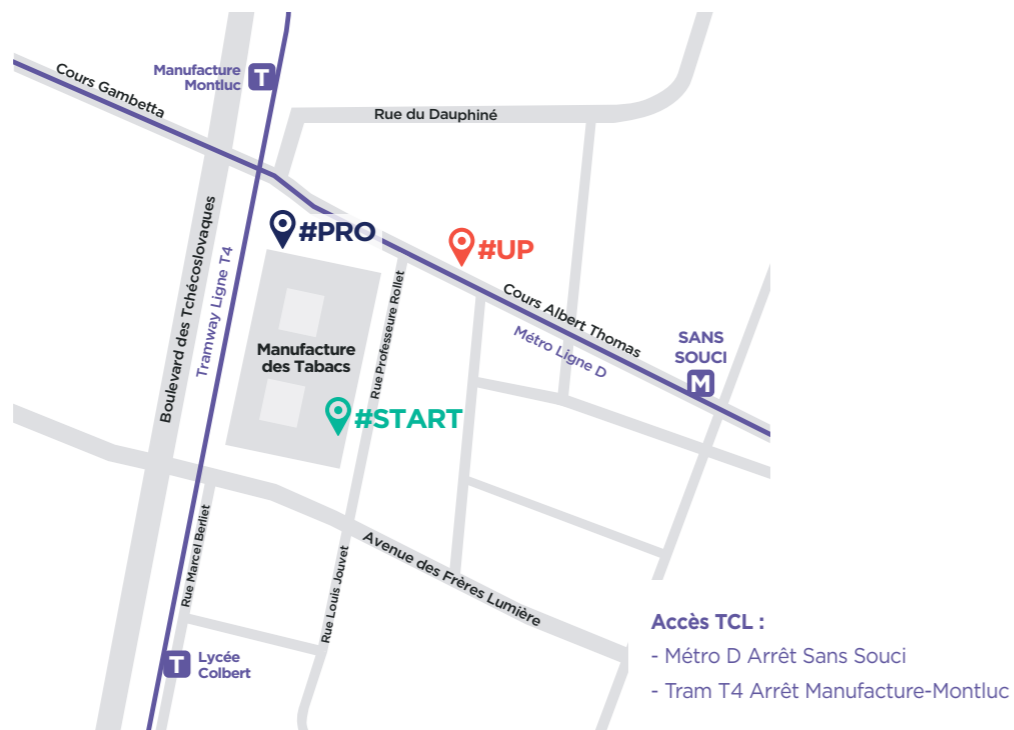 Manufacture
Montluc
T
Cours Gambetta
Rue du Dauphiné
Boulevard des Tchécoslovaques
Tramway Ligne T4
#PRO
#UP
Rue Professeure Rollet
Cours Albert Thomas
Métro Ligne D
SANS
SOUCI
M
Manufacture
des Tabacs
#START
Rue Marcel Berliet
Rue Louis Jouvet
Avenue des Frères Lumière
T
Lycée
Colbert
Accès TCL :
- Métro D Arrêt Sans Souci
- Tram T4 Arrêt Manufacture-Montluc